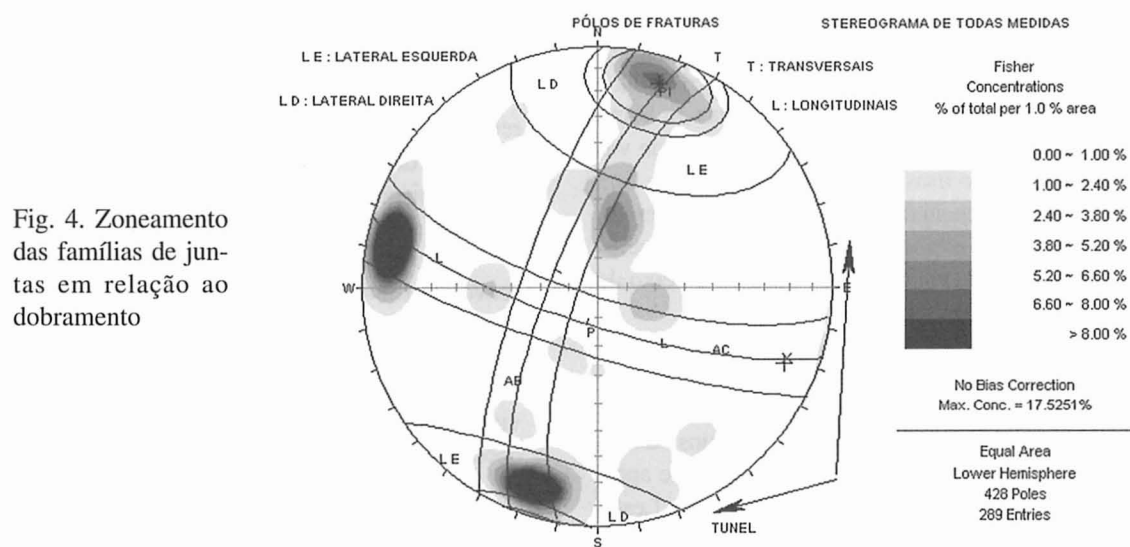 Fig. 4. Zoneamento
das famílias de jun-
tas em relação ao
dobramento
PÓLOS DE FRATURAS
STEREOGRAMA DE TODAS MEDIDAS
L E : LATERAL ESQUERDA
L D : LATERAL DIREITA
T : TRANSVERSAIS
L : LONGITUDINAIS
N
T
L D
PI
L E
L
W
E
P
L
AC
X
AB
L E
L D
S
TUNEL
Fisher
Concentrations
% of total per 1.0 % area
0.00 ~ 1.00 %
1.00 ~ 2.40 %
2.40 ~ 3.80 %
3.80 ~ 5.20 %
5.20 ~ 6.60 %
6.60 ~ 8.00 %
> 8.00 %
No Bias Correction
Max. Conc. = 17.5251%
Equal Area
Lower Hemisphere
428 Poles
289 Entries